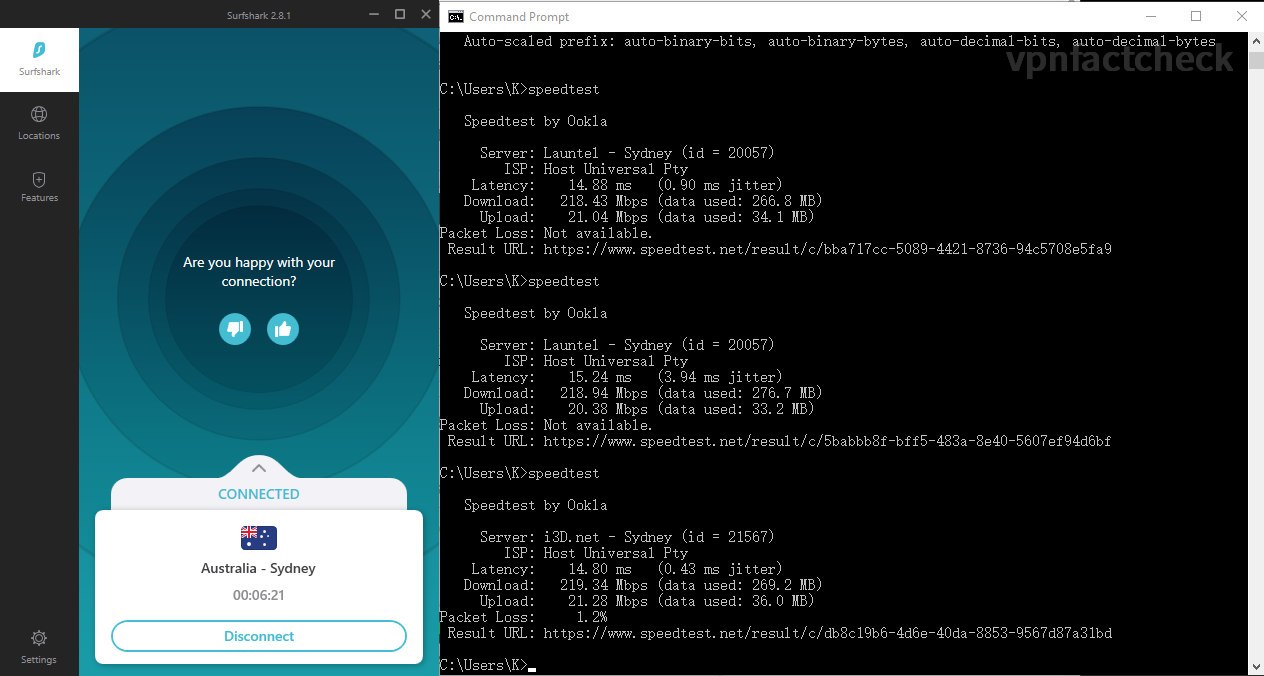 Surfshark 2.8.1
Surfshark
Locations
Features
Are you happy with your
connection?
CONNECTED
Australia - Sydney
00:06:21
Disconnect
Settings
Command Prompt
Auto-scaled prefix: auto-binary-bits, auto-binary-bytes, auto-decimal-bits, auto-decimal-bytes
vpnfactcheck
C:\Users\K>speedtest
Speedtest by Ookla
Server: Launtel - Sydney (id = 20057)
ISP: Host Universal Pty
Latency: 14.88 ms (0.90 ms jitter)
Download: 218.43 Mbps (data used: 266.8 MB)
Upload: 21.04 Mbps (data used: 34.1 MB)
Packet Loss: Not available.
Result URL: https://www.speedtest.net/result/c/bba717cc-5089-4421-8736-94c5708e5fa9
C:\Users\K>speedtest
Speedtest by Ookla
Server: Launtel - Sydney (id = 20057)
ISP: Host Universal Pty
Latency: 15.24 ms (3.94 ms jitter)
Download: 218.94 Mbps (data used: 276.7 MB)
Upload: 20.38 Mbps (data used: 33.2 MB)
Packet Loss: Not available.
Result URL: https://www.speedtest.net/result/c/5babbb8f-bff5-483a-8e40-5607ef94d6bf
C:\Users\K>speedtest
Speedtest by Ookla
Server: i3D.net - Sydney (id = 21567)
ISP: Host Universal Pty
Latency: 14.80 ms (0.43 ms jitter)
Download: 219.34 Mbps (data used: 269.2 MB)
Upload: 21.28 Mbps (data used: 36.0 MB)
Packet Loss: 1.2%
Result URL: https://www.speedtest.net/result/c/db8c19b6-4d6e-40da-8853-9567d87a31bd
C:\Users\K>